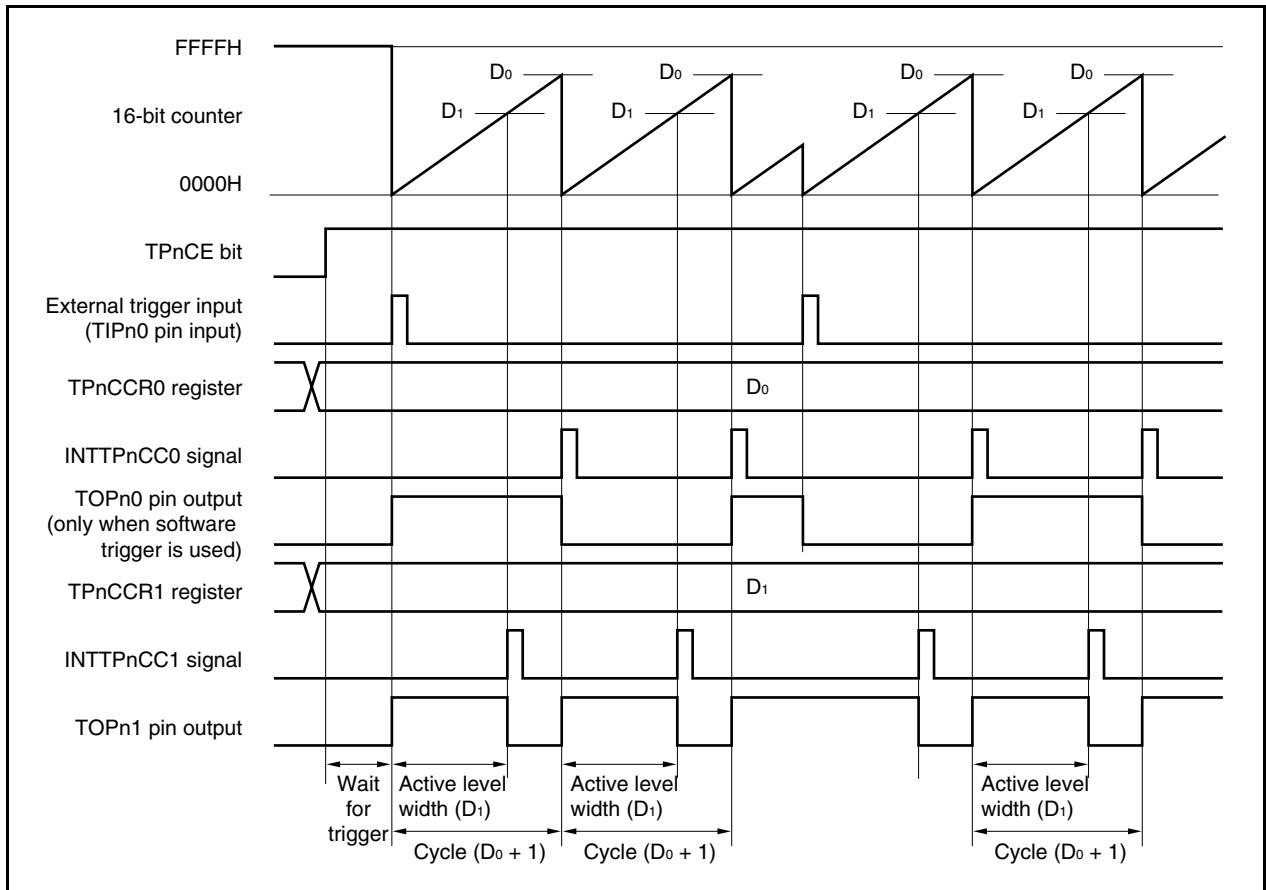 FFFFH
D0 D0 D0 D0
16-bit counter
D1 D1 D1 D1
0000H
TPnCE bit
External trigger input
(TIPn0 pin input)
TPnCCR0 register
D0
INTTPnCC0 signal
TOPn0 pin output
(only when software
trigger is used)
TPnCCR1 register
D1
INTTPnCC1 signal
TOPn1 pin output
Wait
for
trigger
Active level
width (D1)
Active level
width (D1)
Active level
width (D1)
Cycle (D0 + 1)
Cycle (D0 + 1)
Cycle (D0 + 1)